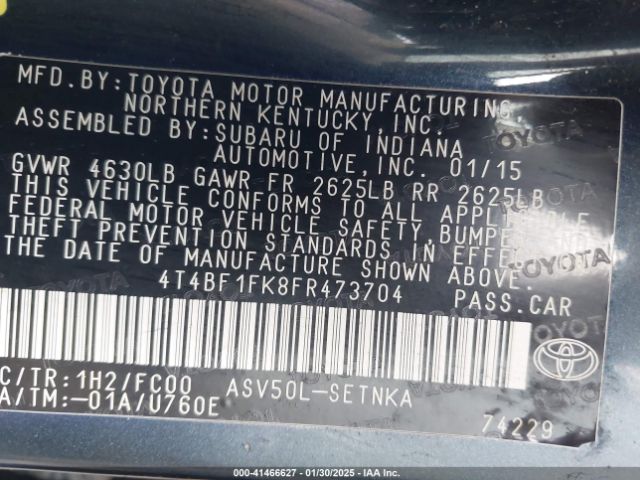 MFD.BY:TOYOTA MOTOR MANUFACTURING,
NORTHERN KENTUCKY,INC.
ASSEMBLED BY:SUBARU OF INDIANA
AUTOMOTIVE,INC. 01/15
GVWR 4630LB GAWR FR 2625LB RR 2625LB
THIS VEHICLE CONFORMS TO ALL APPLICABLE
FEDERAL MOTOR VEHICLE SAFETY,BUMPER,
THEFT PREVENTION STANDARDS IN EFFECT
THE DATE OF MANUFACTURE SHOWN ABOVE.
4T4BF1FK8FR473704 PASS.CAR
C/TR:1H2/FC00 ASV50L-SETNKA
A/TM:-01A/U760E
TOYOTA
74229
000-41466627 - 01/30/2025 - IAA Inc.